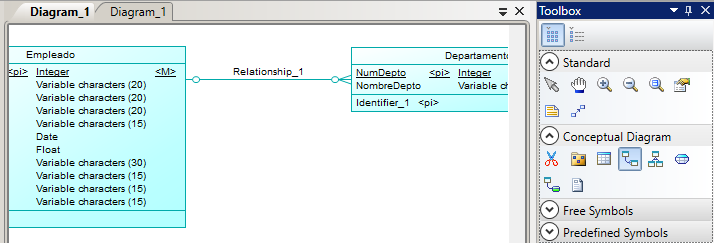 Diagram_1 Diagram_1
Toolbox
Empleado
<pi> Integer <M>
Variable characters (20)
Variable characters (20)
Variable characters (20)
Variable characters (15)
Date
Float
Variable characters (30)
Variable characters (15)
Variable characters (15)
Variable characters (15)
Relationship_1
Departamento
NumDepto <pi> Integer
NombreDepto Variable
Identifier_1 <pi>
Standard
Conceptual Diagram
Free Symbols
Predefined Symbols